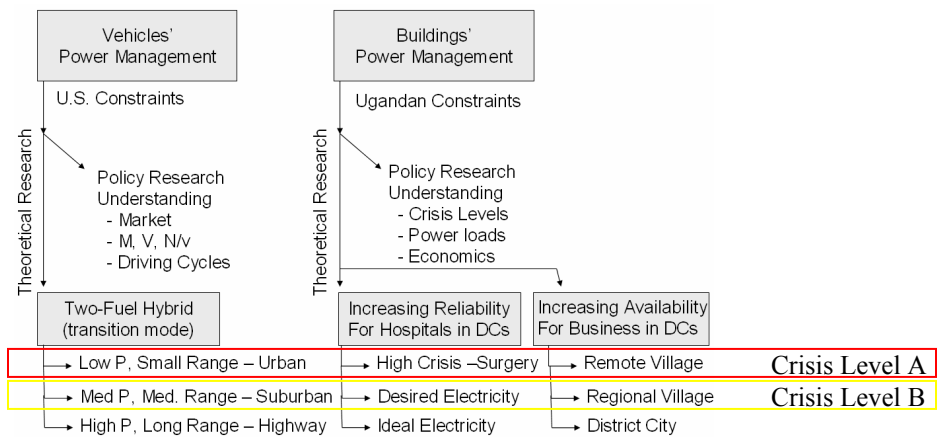 Vehicles'
Power Management
Buildings'
Power Management
U.S. Constraints
Ugandan Constraints
Theoretical Research
Policy Research
Understanding
- Market
- M, V, N/v
- Driving Cycles
Theoretical Research
Policy Research
Understanding
- Crisis Levels
- Power loads
- Economics
Two-Fuel Hybrid
(transition mode)
Increasing Reliability
For Hospitals in DCs
Increasing Availability
For Business in DCs
Low P, Small Range – Urban
High Crisis –Surgery
Remote Village
Crisis Level A
Med P, Med. Range – Suburban
Desired Electricity
Regional Village
Crisis Level B
High P, Long Range – Highway
Ideal Electricity
District City